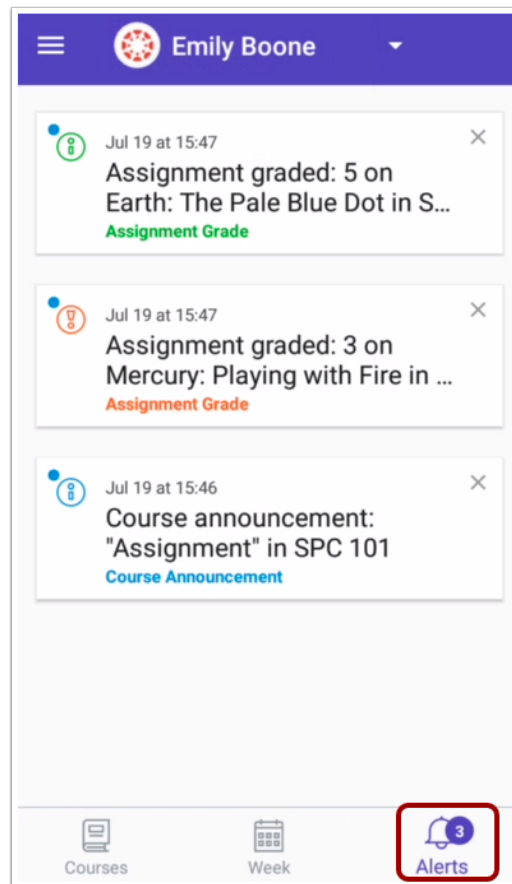 Emily Boone
Jul 19 at 15:47
Assignment graded: 5 on
Earth: The Pale Blue Dot in S...
Assignment Grade
Jul 19 at 15:47
Assignment graded: 3 on
Mercury: Playing with Fire in ...
Assignment Grade
Jul 19 at 15:46
Course announcement:
"Assignment" in SPC 101
Course Announcement
3
Courses
Week
Alerts